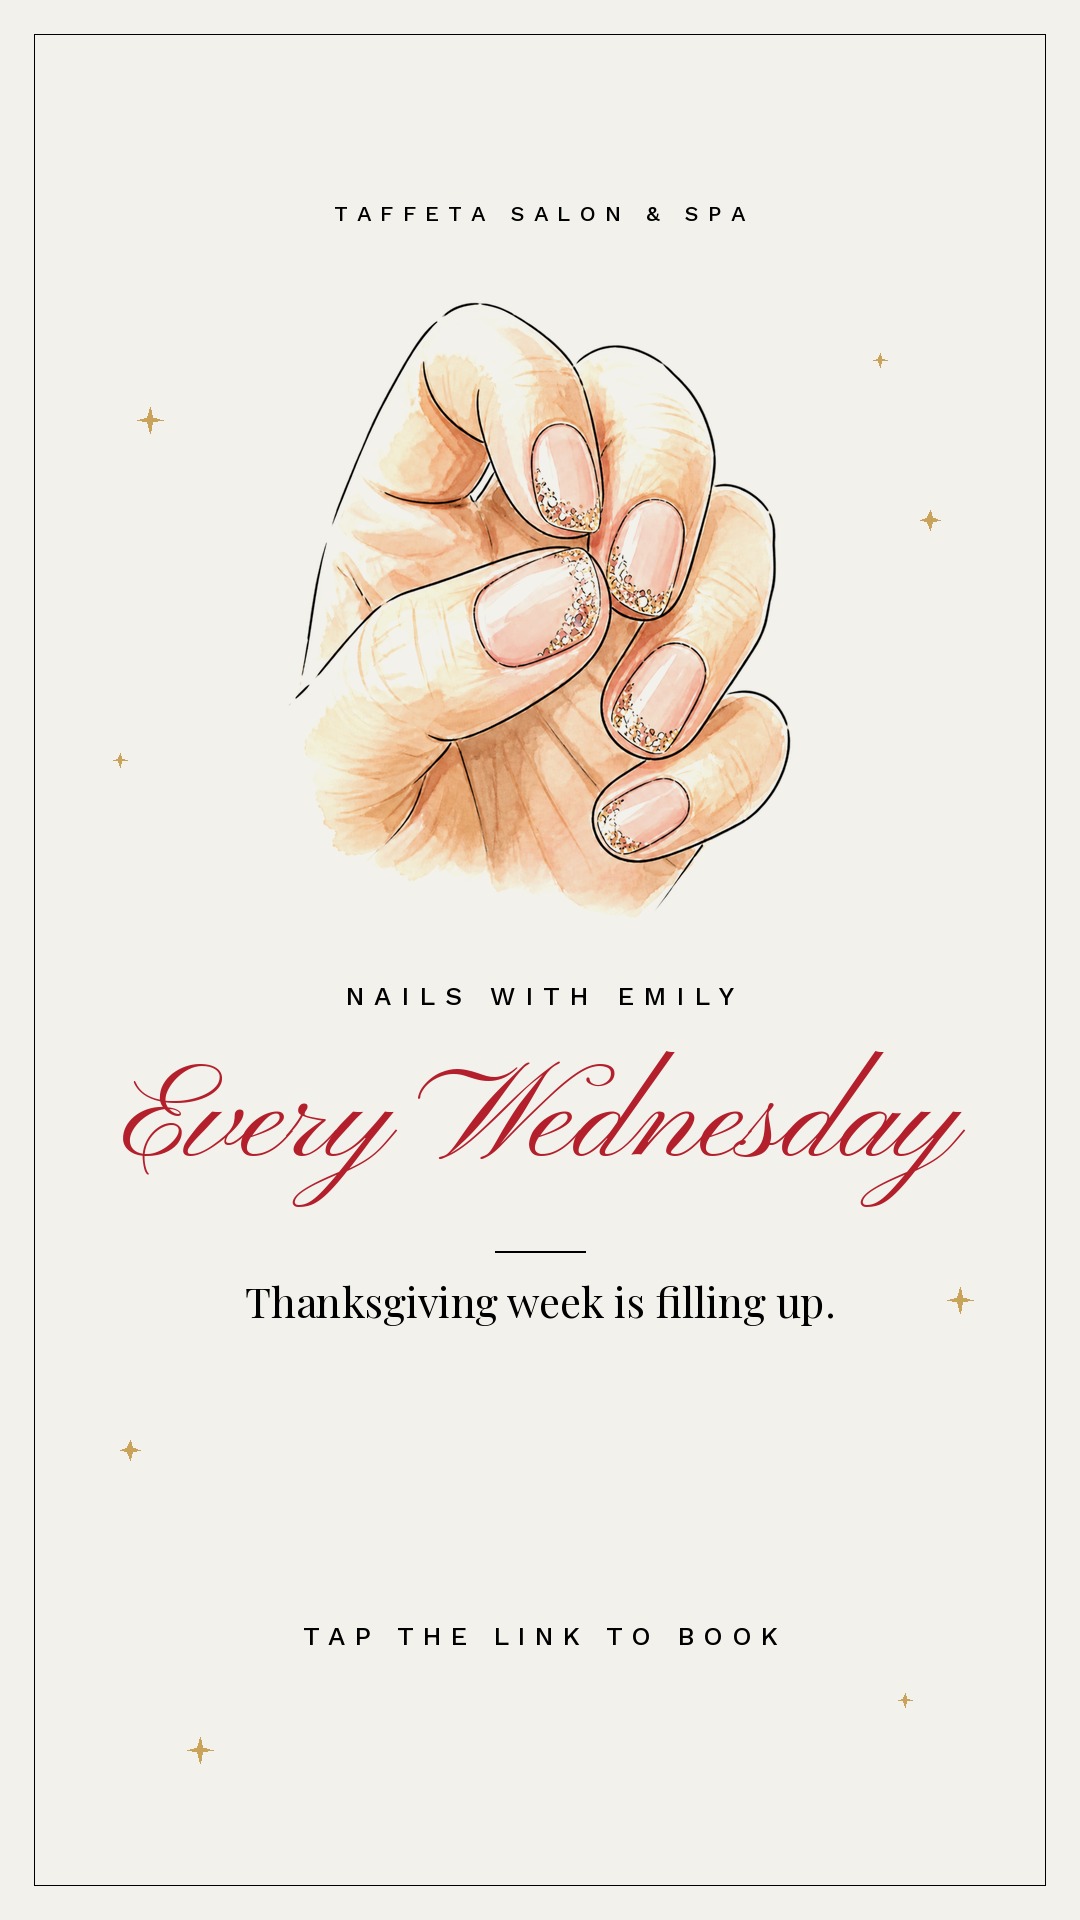 TAFFETA SALON & SPA
NAILS WITH EMILY
Every Wednesday
Thanksgiving week is filling up.
TAP THE LINK TO BOOK